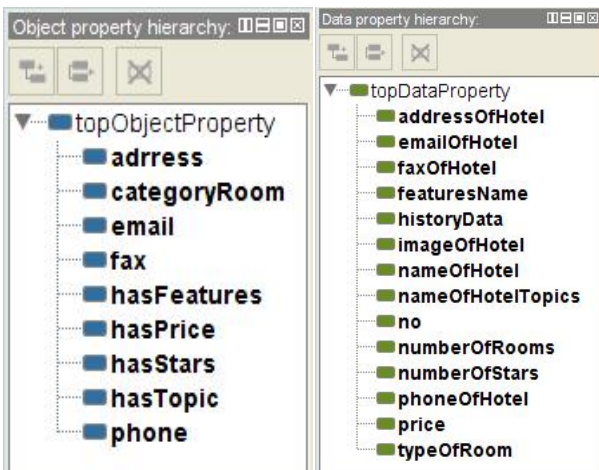 Object property hierarchy:
topObjectProperty
adrress
categoryRoom
email
fax
hasFeatures
hasPrice
hasStars
hasTopic
phone
Data property hierarchy:
topDataProperty
addressOfHotel
emailOfHotel
faxOfHotel
featuresName
historyData
imageOfHotel
nameOfHotel
nameOfHotelTopics
no
numberOfRooms
numberOfStars
phoneOfHotel
price
typeOfRoom